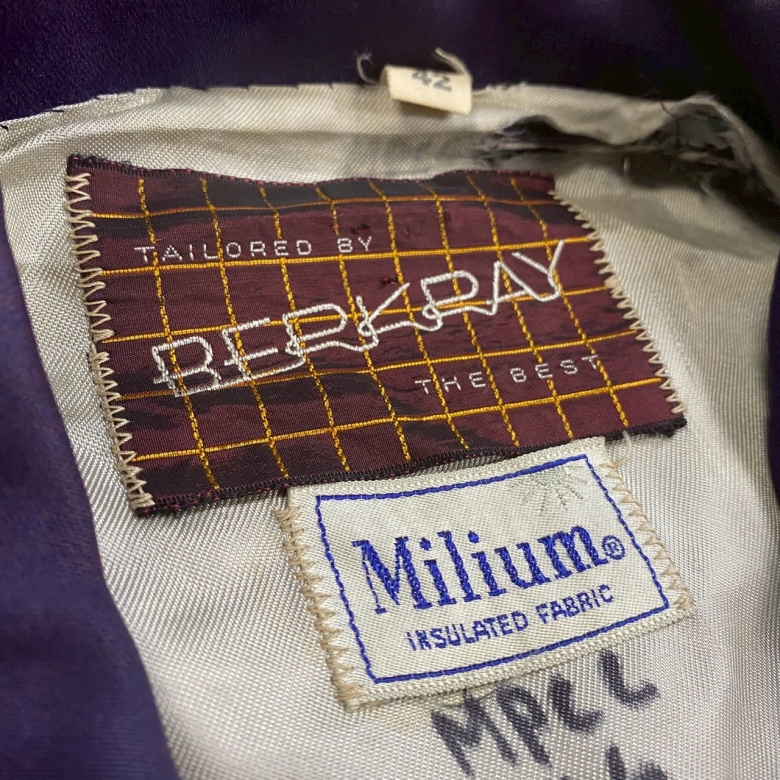 42
TAILORED BY
BERKRAY
THE BEST
Milium®
INSULATED FABRIC
MPCL